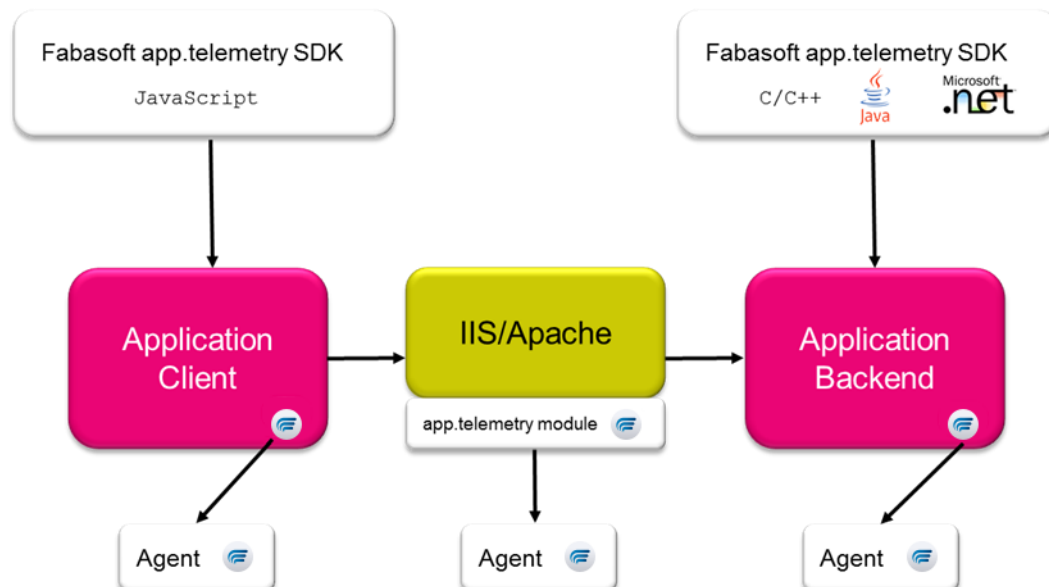 Fabasoft app.telemetry SDK
JavaScript
Fabasoft app.telemetry SDK
C/C++
Java
Microsoft
.net
Application
Client
IIS/Apache
app.telemetry module
Application
Backend
Agent
Agent
Agent